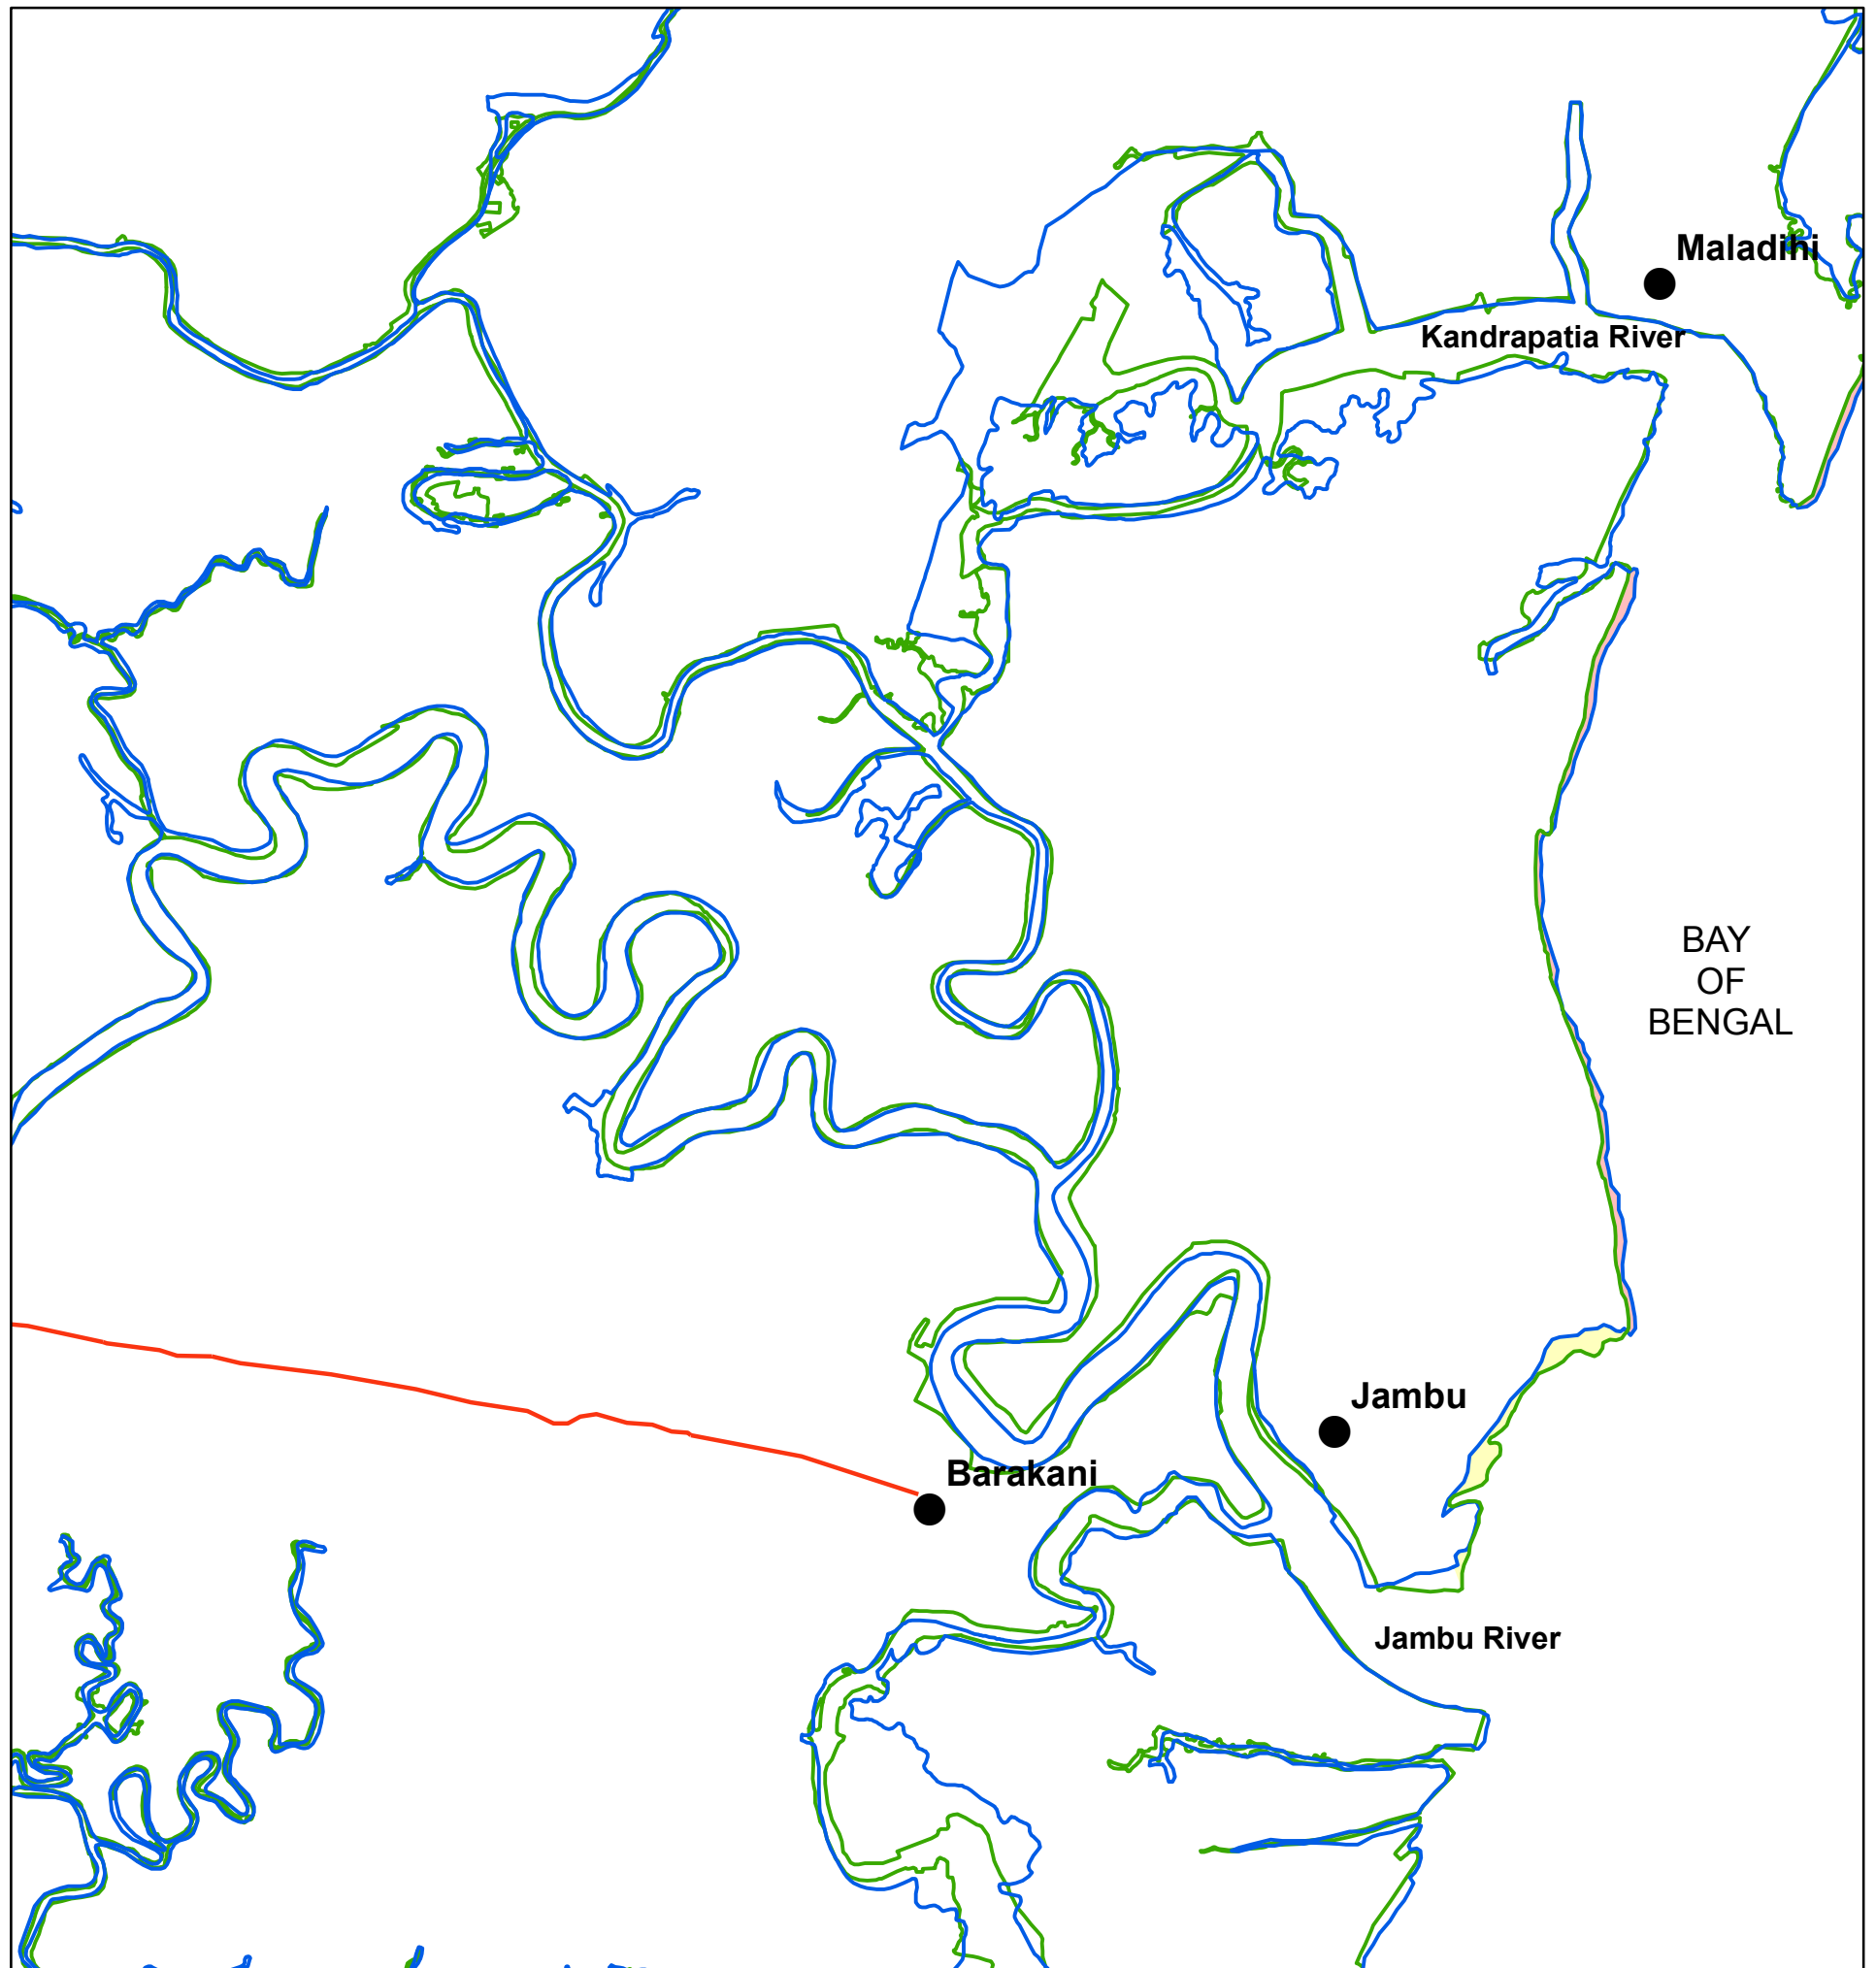 Maladihi
Kandrapatia River
BAY
OF
BENGAL
Jambu
Barakani
Jambu River